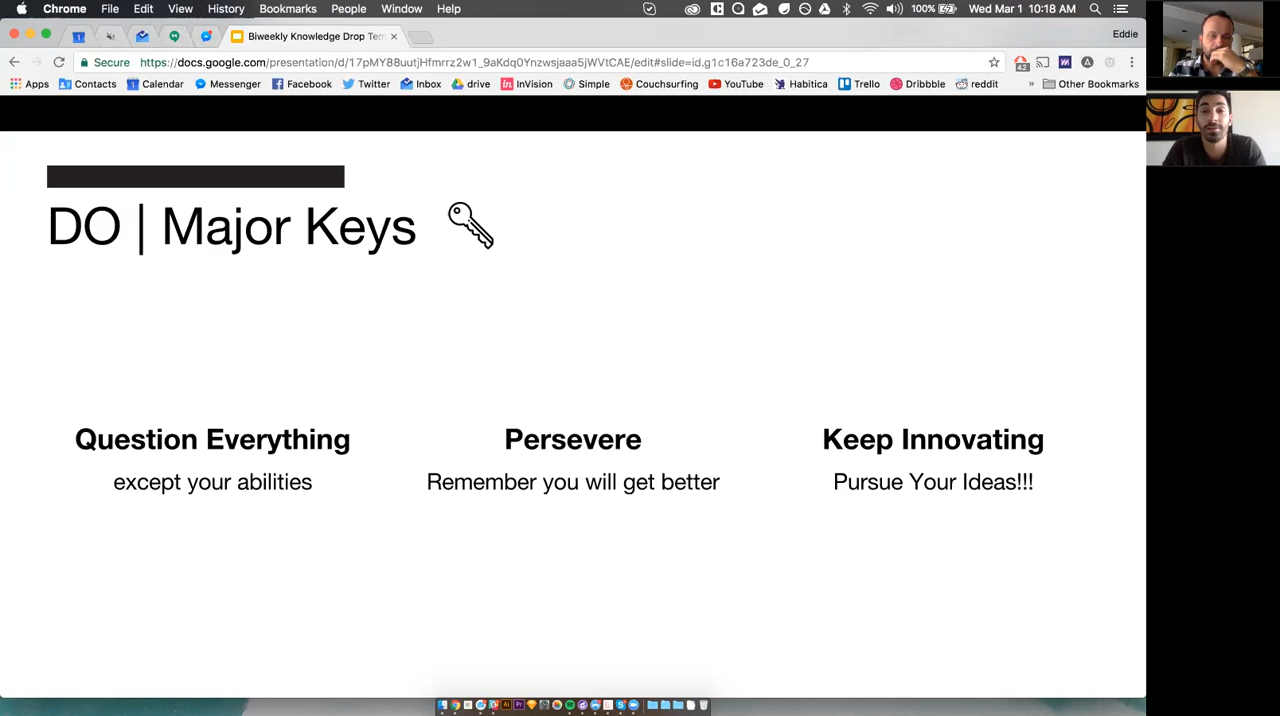 Chrome File Edit View History Bookmarks People Window Help 100% Wed Mar 1 10:18 AM
1 Biweekly Knowledge Drop Tem × Eddie
Secure https://docs.google.com/presentation/d/17pMY88uutjHfmrrz2w1_9aKdq0Ynzwsjaaa5jWVtCAE/edit#slide=id.g1c16a723de_0_27 42
Apps Contacts Calendar Messenger Facebook Twitter Inbox drive InVision Simple Couchsurfing YouTube Habitica Trello Dribbble reddit » Other Bookmarks
DO | Major Keys
Question Everything Persevere Keep Innovating
except your abilities Remember you will get better Pursue Your Ideas!!!